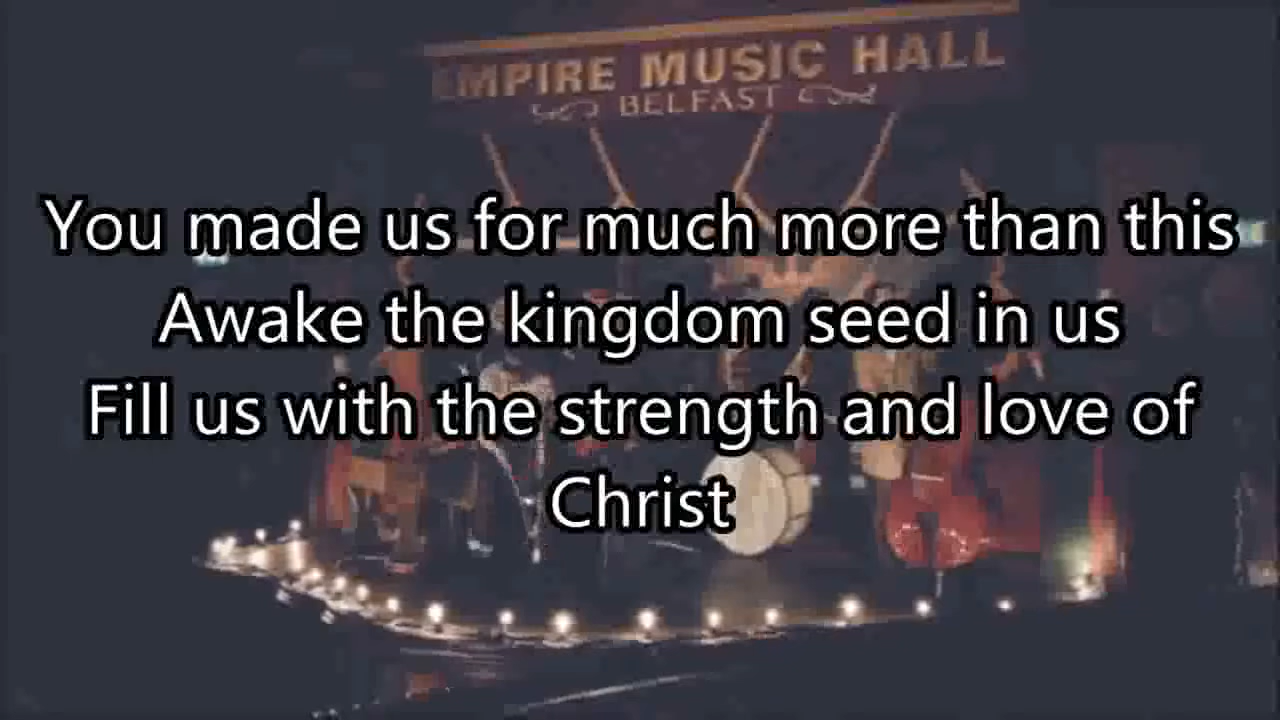 EMPIRE MUSIC HALL
BELFAST
You made us for much more than this
Awake the kingdom seed in us
Fill us with the strength and love of
Christ